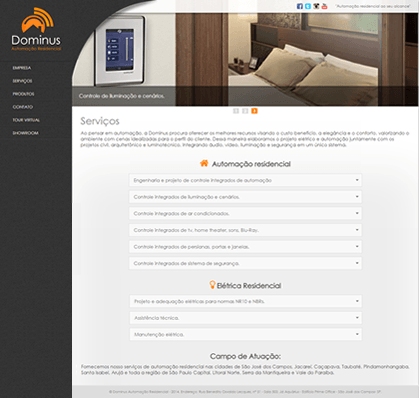 "Automação residencial ao seu alcance!"
Dominus
Automação Residencial
EMPRESA
SERVIÇOS
PRODUTOS
CONTATO
TOUR VIRTUAL
SHOWROOM
Controle de iluminação e cenários.
1 2 3
Serviços
Ao pensar em automação, a Dominus procura oferecer os melhores recursos visando o custo benefício, a elegância e o conforto, valorizando o
ambiente com cenas idealizadas para o perfil do cliente. Dessa maneira elaboramos o projeto elétrico e automação juntamente com os
projetos civil, arquitetônico e luminotécnico. Integrando áudio, vídeo, iluminação e segurança em um único sistema.
Automação residencial
Engenharia e projeto de controle integrados de automação
Controle integrados de iluminação e cenários.
Controle integrados de ar condicionados.
Controle integrados de tv, home theater, sons, Blu-Ray.
Controle integrados de persianas, portas e janelas.
Controle integrados de sistema de segurança.
Elétrica Residencial
Projeto e adequação elétricas para normas NR10 e NBRs.
Assistência técnica.
Manutenção elétrica.
Campo de Atuação:
Fornecemos nosso serviços de automação residencial nas cidades de São José dos Campos, Jacareí, Caçapava, Taubaté, Pindamonhangaba,
Santa Isabel, Arujá e toda a região de São Paulo Capital, Litoral Norte, Serra da Mantiqueira e Vale do Paraíba.
© Dominus Automação Residencial - 2014. Endereço: Rua Benedito